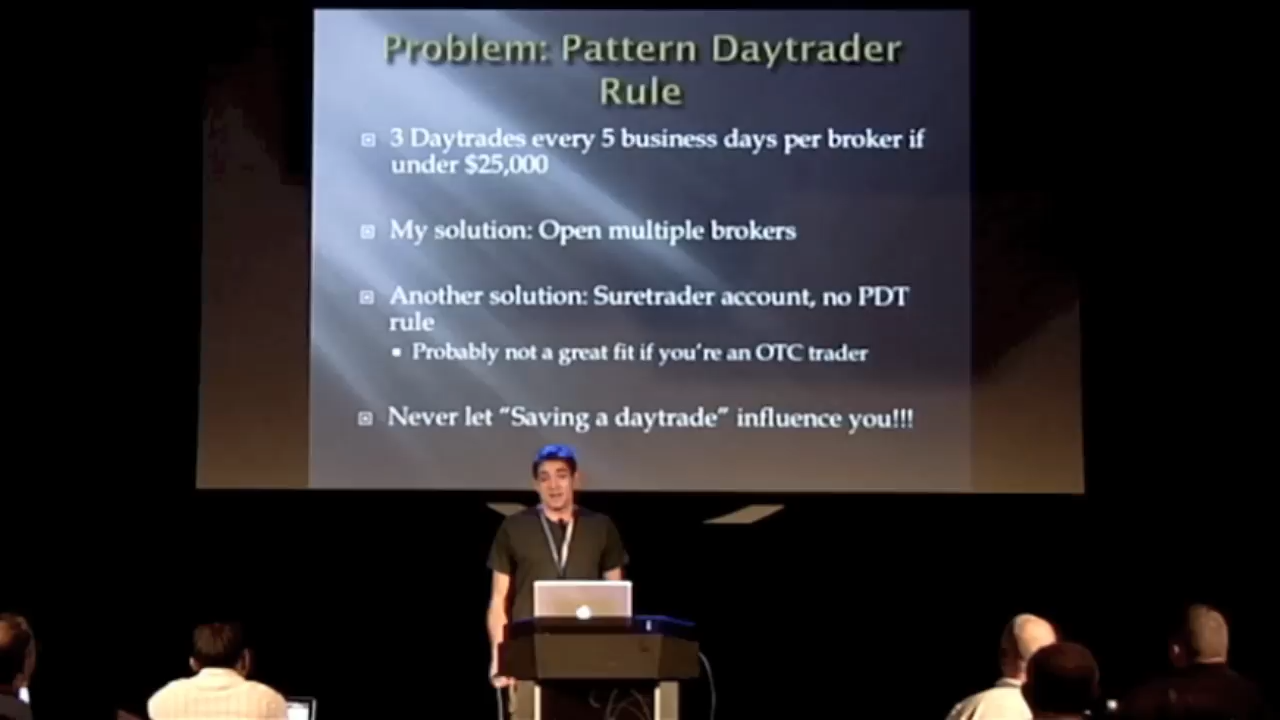 Problem: Pattern Daytrader
Rule
3 Daytrades every 5 business days per broker if
under $25,000
My solution: Open multiple brokers
Another solution: Suretrader account, no PDT
rule
Probably not a great fit if you're an OTC trader
Never let "Saving a daytrade" influence you!!!